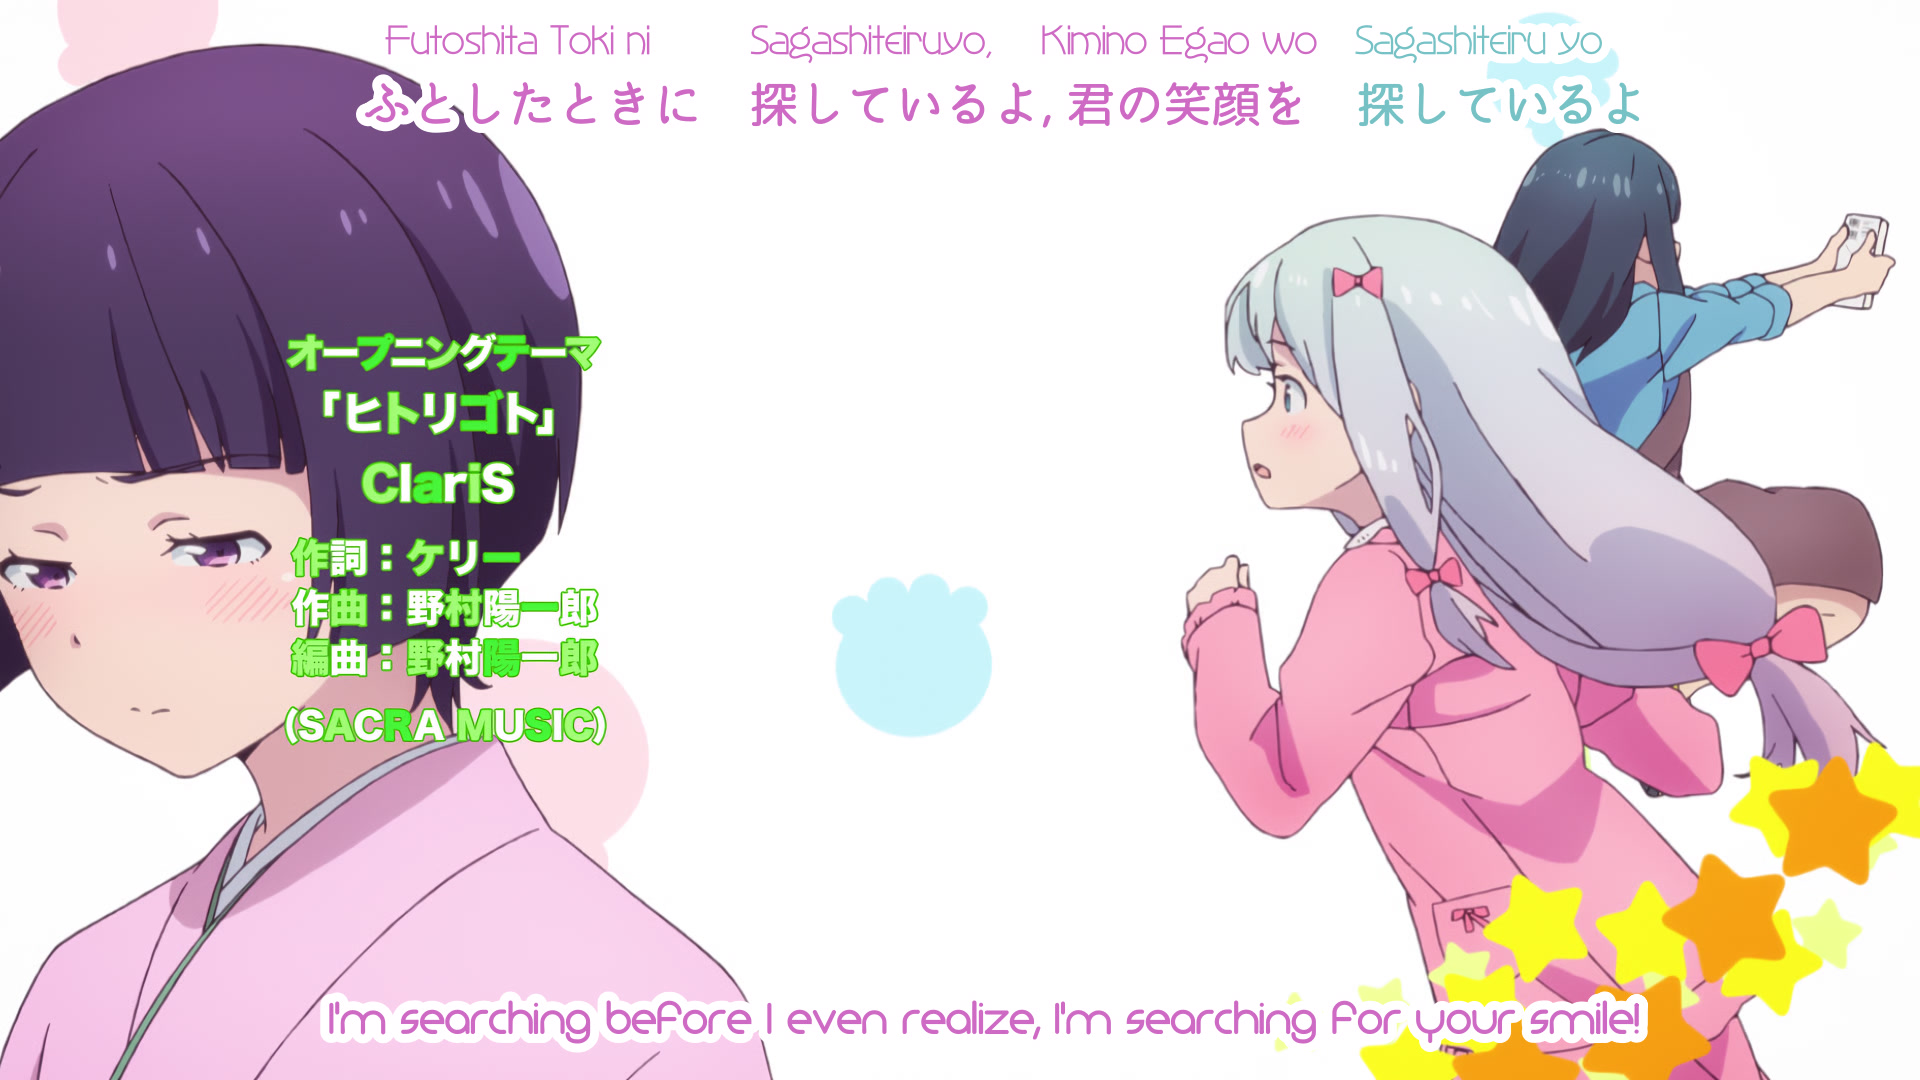 Futoshita Toki ni Sagashiteiruyo, Kimino Egao wo Sagashiteiru yo
ふとしたときに 探しているよ, 君の笑顔を 探しているよ
オープニングテーマ
「ヒトリゴト」
ClariS
作詞：ケリー
作曲：野村陽一郎
編曲：野村陽一郎
(SACRA MUSIC)
I'm searching before I even realize, I'm searching for your smile!